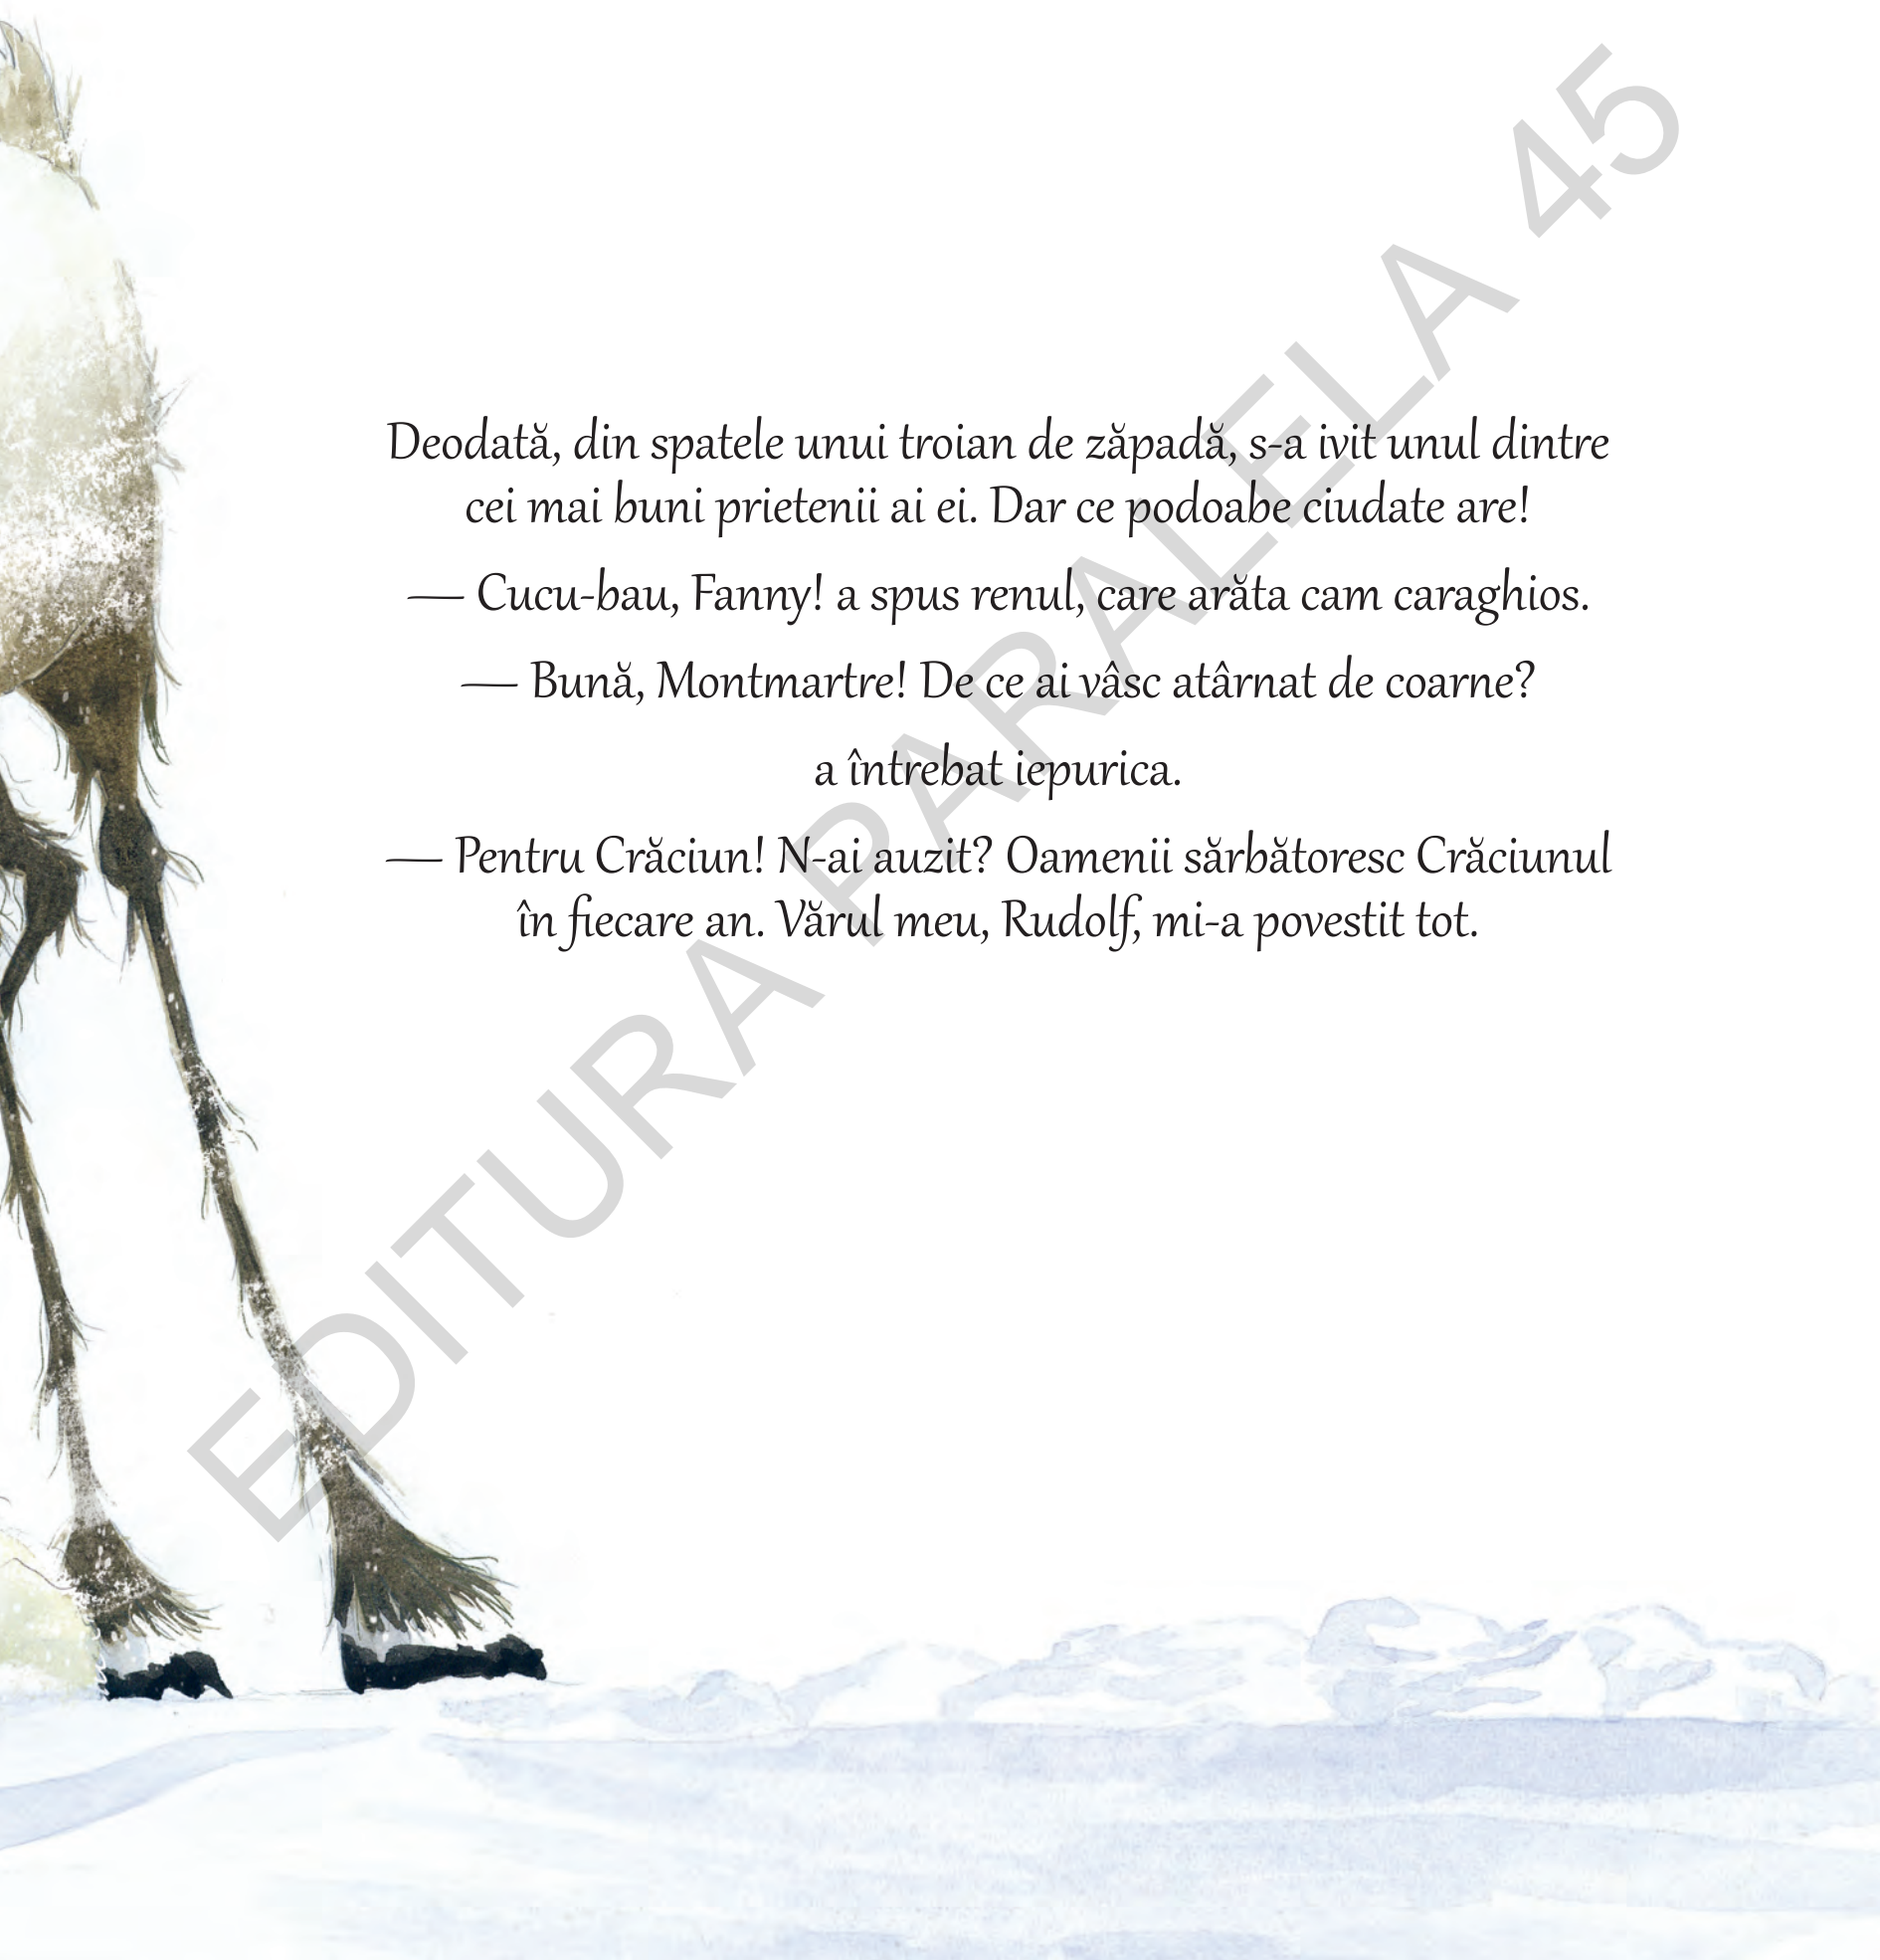 Deodată, din spatele unui troian de zăpadă, s-a ivit unul dintre
cei mai buni prietenii ai ei. Dar ce podoabe ciudate are!
— Cucu-bau, Fanny! a spus renul, care arăta cam caraghios.
— Bună, Montmartre! De ce ai vâsc atârnat de coarne?
a întrebat iepurica.
— Pentru Crăciun! N-ai auzit? Oamenii sărbătoresc Crăciunul
în fiecare an. Vărul meu, Rudolf, mi-a povestit tot.
EDITURA PARALELA 45